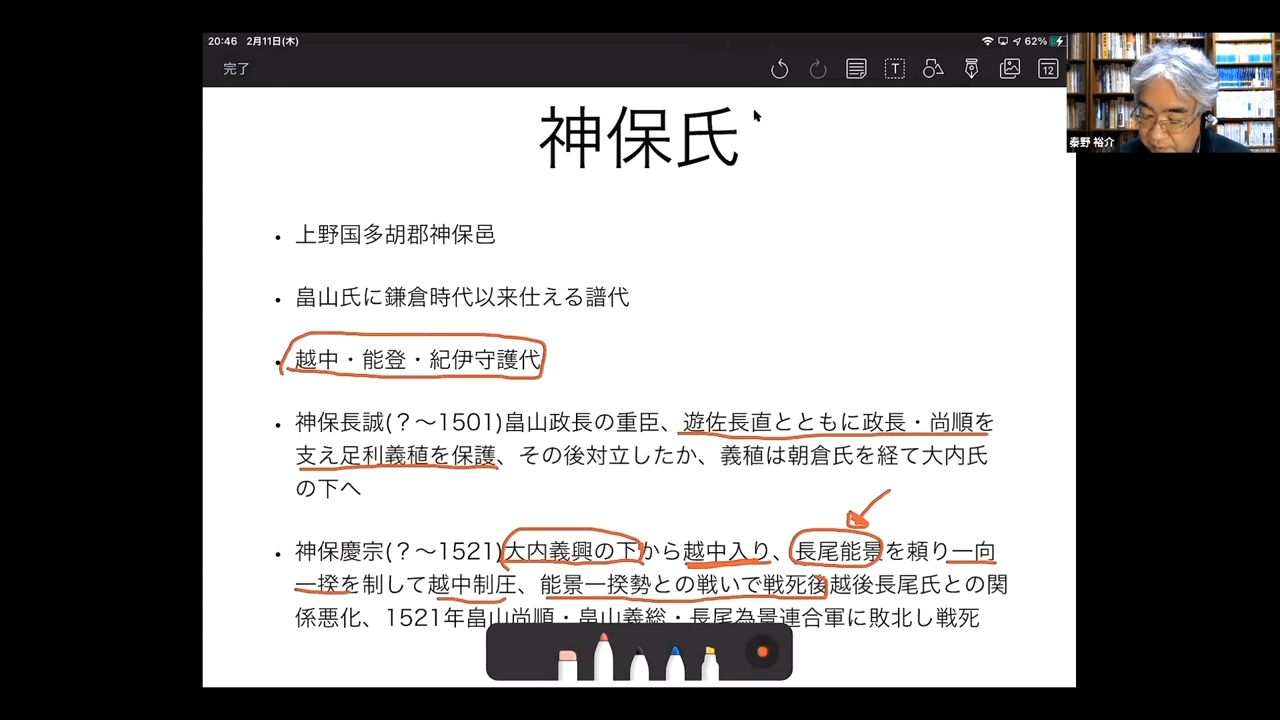 20:46 2月11日(木)
62%
完了
12
秦野 裕介
神保氏
・上野国多胡郡神保邑
・畠山氏に鎌倉時代以来仕える譜代
・越中・能登・紀伊守護代
・神保長誠(？〜1501)畠山政長の重臣、遊佐長直とともに政長・尚順を
支え足利義稙を保護、その後対立したか、義稙は朝倉氏を経て大内氏
の下へ
・神保慶宗(？〜1521)大内義興の下から越中入り、長尾能景を頼り一向
一揆を制して越中制圧、能景一揆勢との戦いで戦死後越後長尾氏との関
係悪化、1521年畠山尚順・畠山義総・長尾為景連合軍に敗北し戦死